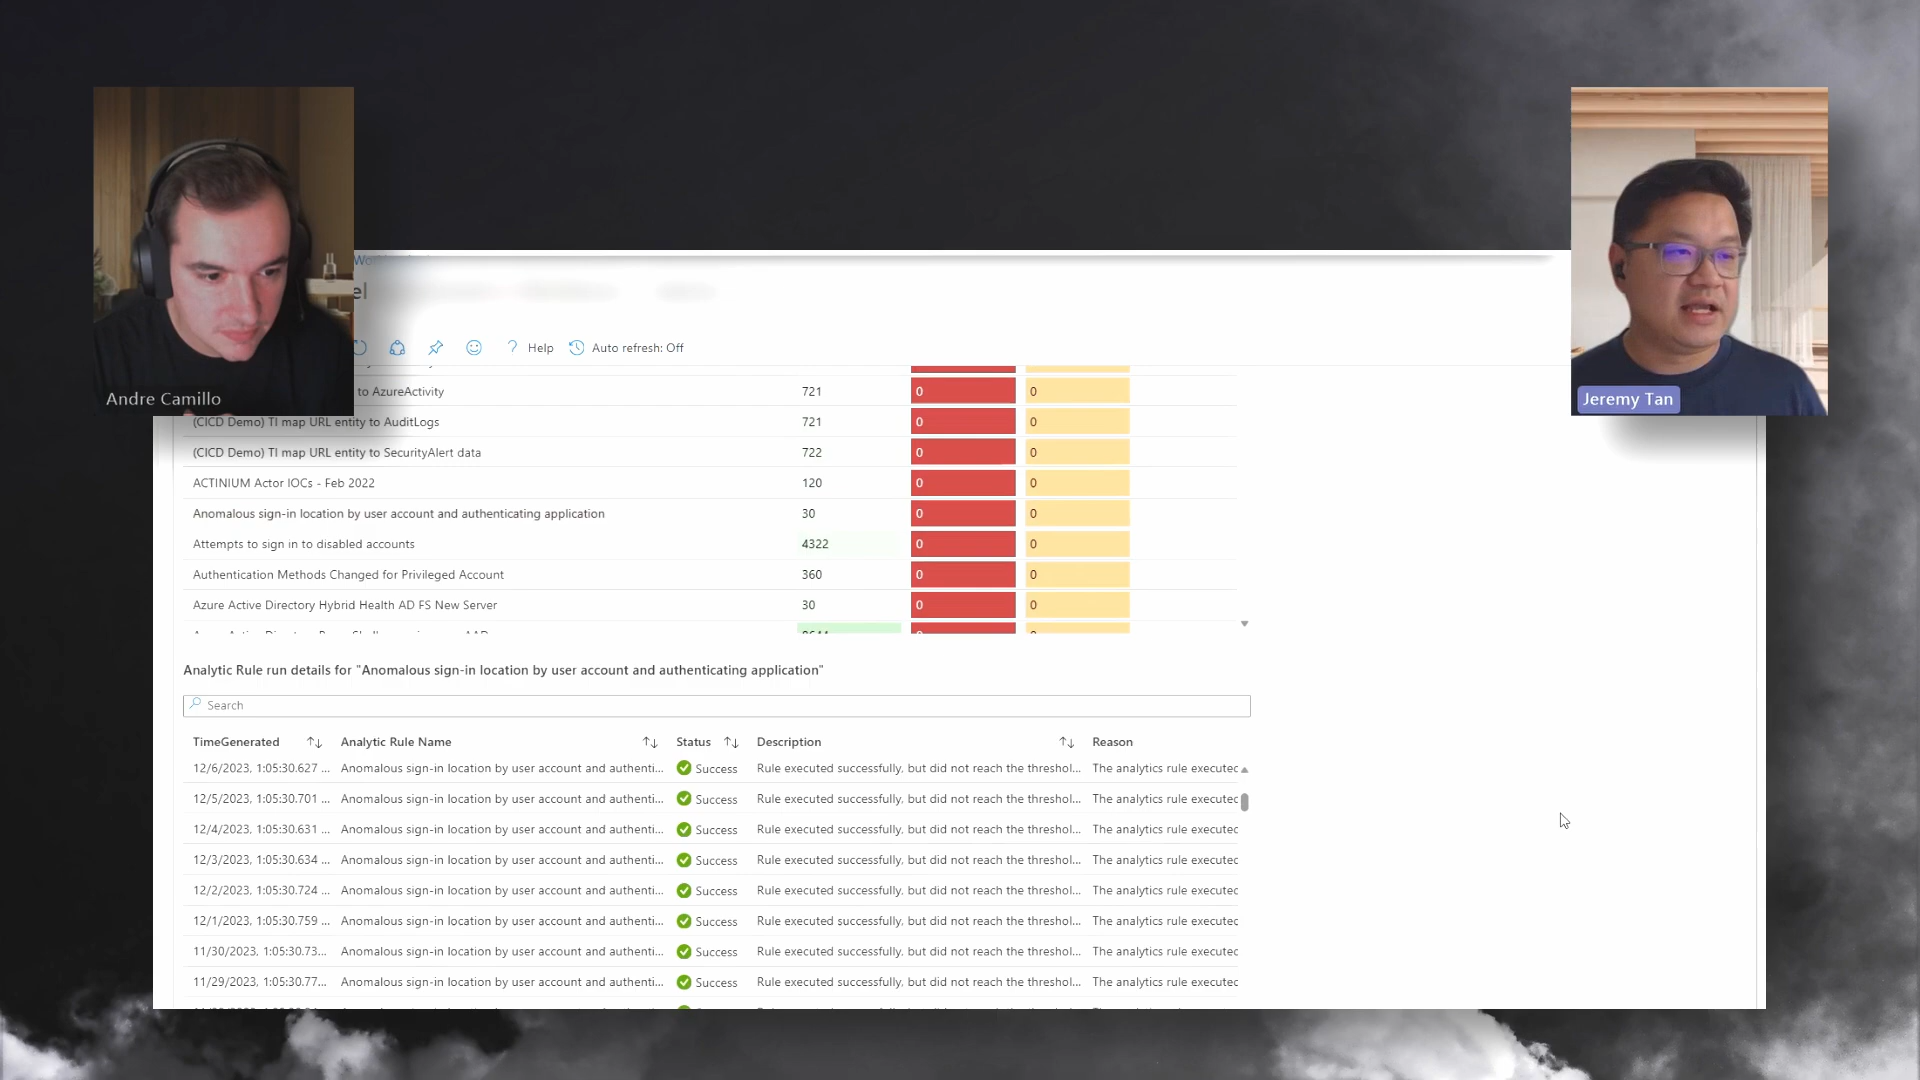 Andre Camillo
Jeremy Tan
el
Help
Auto refresh: Off
to AzureActivity 721 0 0
(CICD Demo) TI map URL entity to AuditLogs 721 0 0
(CICD Demo) TI map URL entity to SecurityAlert data 722 0 0
ACTINIUM Actor IOCs - Feb 2022 120 0 0
Anomalous sign-in location by user account and authenticating application 30 0 0
Attempts to sign in to disabled accounts 4322 0 0
Authentication Methods Changed for Privileged Account 360 0 0
Azure Active Directory Hybrid Health AD FS New Server 30 0 0
Analytic Rule run details for "Anomalous sign-in location by user account and authenticating application"
Search
TimeGenerated Analytic Rule Name Status Description Reason
12/6/2023, 1:05:30.627 ... Anomalous sign-in location by user account and authenti... Success Rule executed successfully, but did not reach the threshol... The analytics rule executed
12/5/2023, 1:05:30.701 ... Anomalous sign-in location by user account and authenti... Success Rule executed successfully, but did not reach the threshol... The analytics rule executed
12/4/2023, 1:05:30.631 ... Anomalous sign-in location by user account and authenti... Success Rule executed successfully, but did not reach the threshol... The analytics rule executed
12/3/2023, 1:05:30.634 ... Anomalous sign-in location by user account and authenti... Success Rule executed successfully, but did not reach the threshol... The analytics rule executed
12/2/2023, 1:05:30.724 ... Anomalous sign-in location by user account and authenti... Success Rule executed successfully, but did not reach the threshol... The analytics rule executed
12/1/2023, 1:05:30.759 ... Anomalous sign-in location by user account and authenti... Success Rule executed successfully, but did not reach the threshol... The analytics rule executed
11/30/2023, 1:05:30.73... Anomalous sign-in location by user account and authenti... Success Rule executed successfully, but did not reach the threshol... The analytics rule executed
11/29/2023, 1:05:30.77... Anomalous sign-in location by user account and authenti... Success Rule executed successfully, but did not reach the threshol... The analytics rule executed